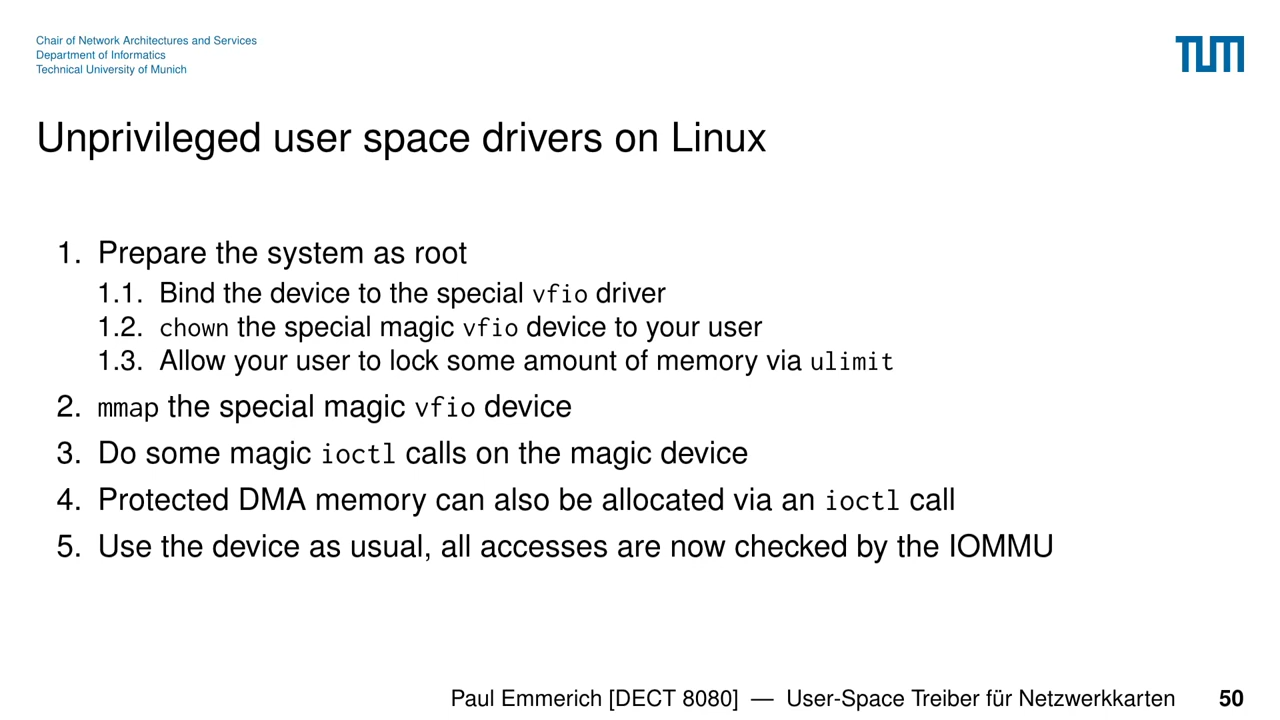 Chair of Network Architectures and Services
Department of Informatics
Technical University of Munich
TUM
Unprivileged user space drivers on Linux
1. Prepare the system as root
1.1. Bind the device to the special vfio driver
1.2. chown the special magic vfio device to your user
1.3. Allow your user to lock some amount of memory via ulimit
2. mmap the special magic vfio device
3. Do some magic ioctl calls on the magic device
4. Protected DMA memory can also be allocated via an ioctl call
5. Use the device as usual, all accesses are now checked by the IOMMU
Paul Emmerich [DECT 8080] — User-Space Treiber für Netzwerkkarten 50